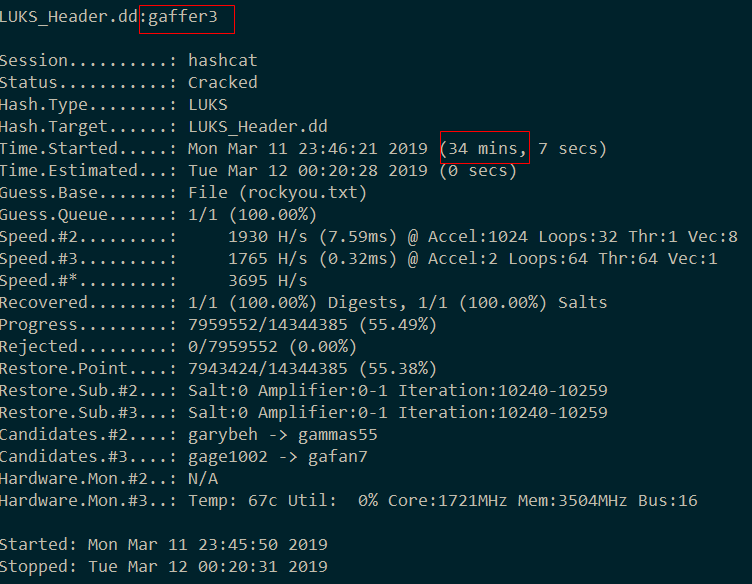 LUKS_Header.dd:gaffer3
Session..........: hashcat
Status...........: Cracked
Hash.Type........: LUKS
Hash.Target......: LUKS_Header.dd
Time.Started.....: Mon Mar 11 23:46:21 2019 (34 mins, 7 secs)
Time.Estimated...: Tue Mar 12 00:20:28 2019 (0 secs)
Guess.Base.......: File (rockyou.txt)
Guess.Queue......: 1/1 (100.00%)
Speed.#2.........:     1930 H/s (7.59ms) @ Accel:1024 Loops:32 Thr:1 Vec:8
Speed.#3.........:     1765 H/s (0.32ms) @ Accel:2 Loops:64 Thr:64 Vec:1
Speed.#*.........:     3695 H/s
Recovered........: 1/1 (100.00%) Digests, 1/1 (100.00%) Salts
Progress.........: 7959552/14344385 (55.49%)
Rejected.........: 0/7959552 (0.00%)
Restore.Point....: 7943424/14344385 (55.38%)
Restore.Sub.#2...: Salt:0 Amplifier:0-1 Iteration:10240-10259
Restore.Sub.#3...: Salt:0 Amplifier:0-1 Iteration:10240-10259
Candidates.#2....: garybeh -> gammas55
Candidates.#3....: gage1002 -> gafan7
Hardware.Mon.#2..: N/A
Hardware.Mon.#3..: Temp: 67c Util:  0% Core:1721MHz Mem:3504MHz Bus:16
Started: Mon Mar 11 23:45:50 2019
Stopped: Tue Mar 12 00:20:31 2019